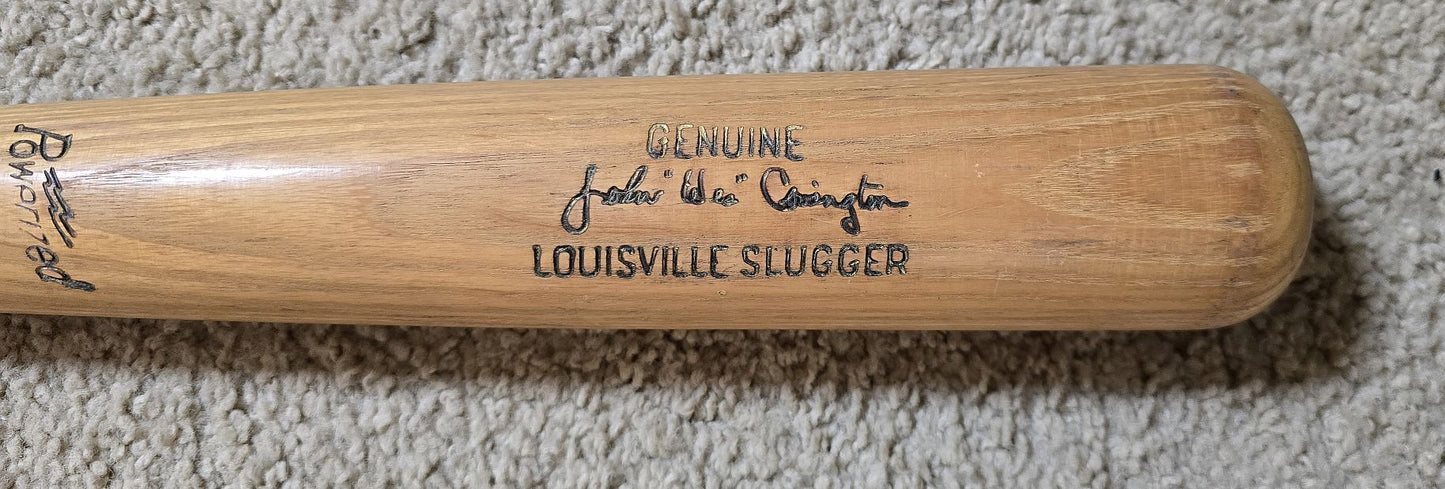 Powerized
GENUINE
John "Wes" Covington
LOUISVILLE SLUGGER